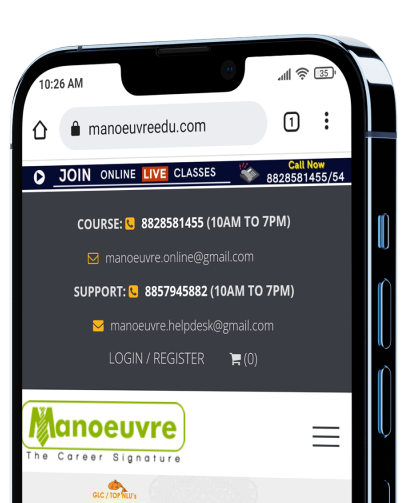 10:26 AM
35
manoeuvreedu.com
1
JOIN ONLINE LIVE CLASSES
Call Now
8828581455/54
COURSE: 8828581455 (10AM TO 7PM)
manoeuvre.online@gmail.com
SUPPORT: 8857945882 (10AM TO 7PM)
manoeuvre.helpdesk@gmail.com
LOGIN / REGISTER (0)
Manoeuvre
The Career Signature
GLC / TOP NLU's